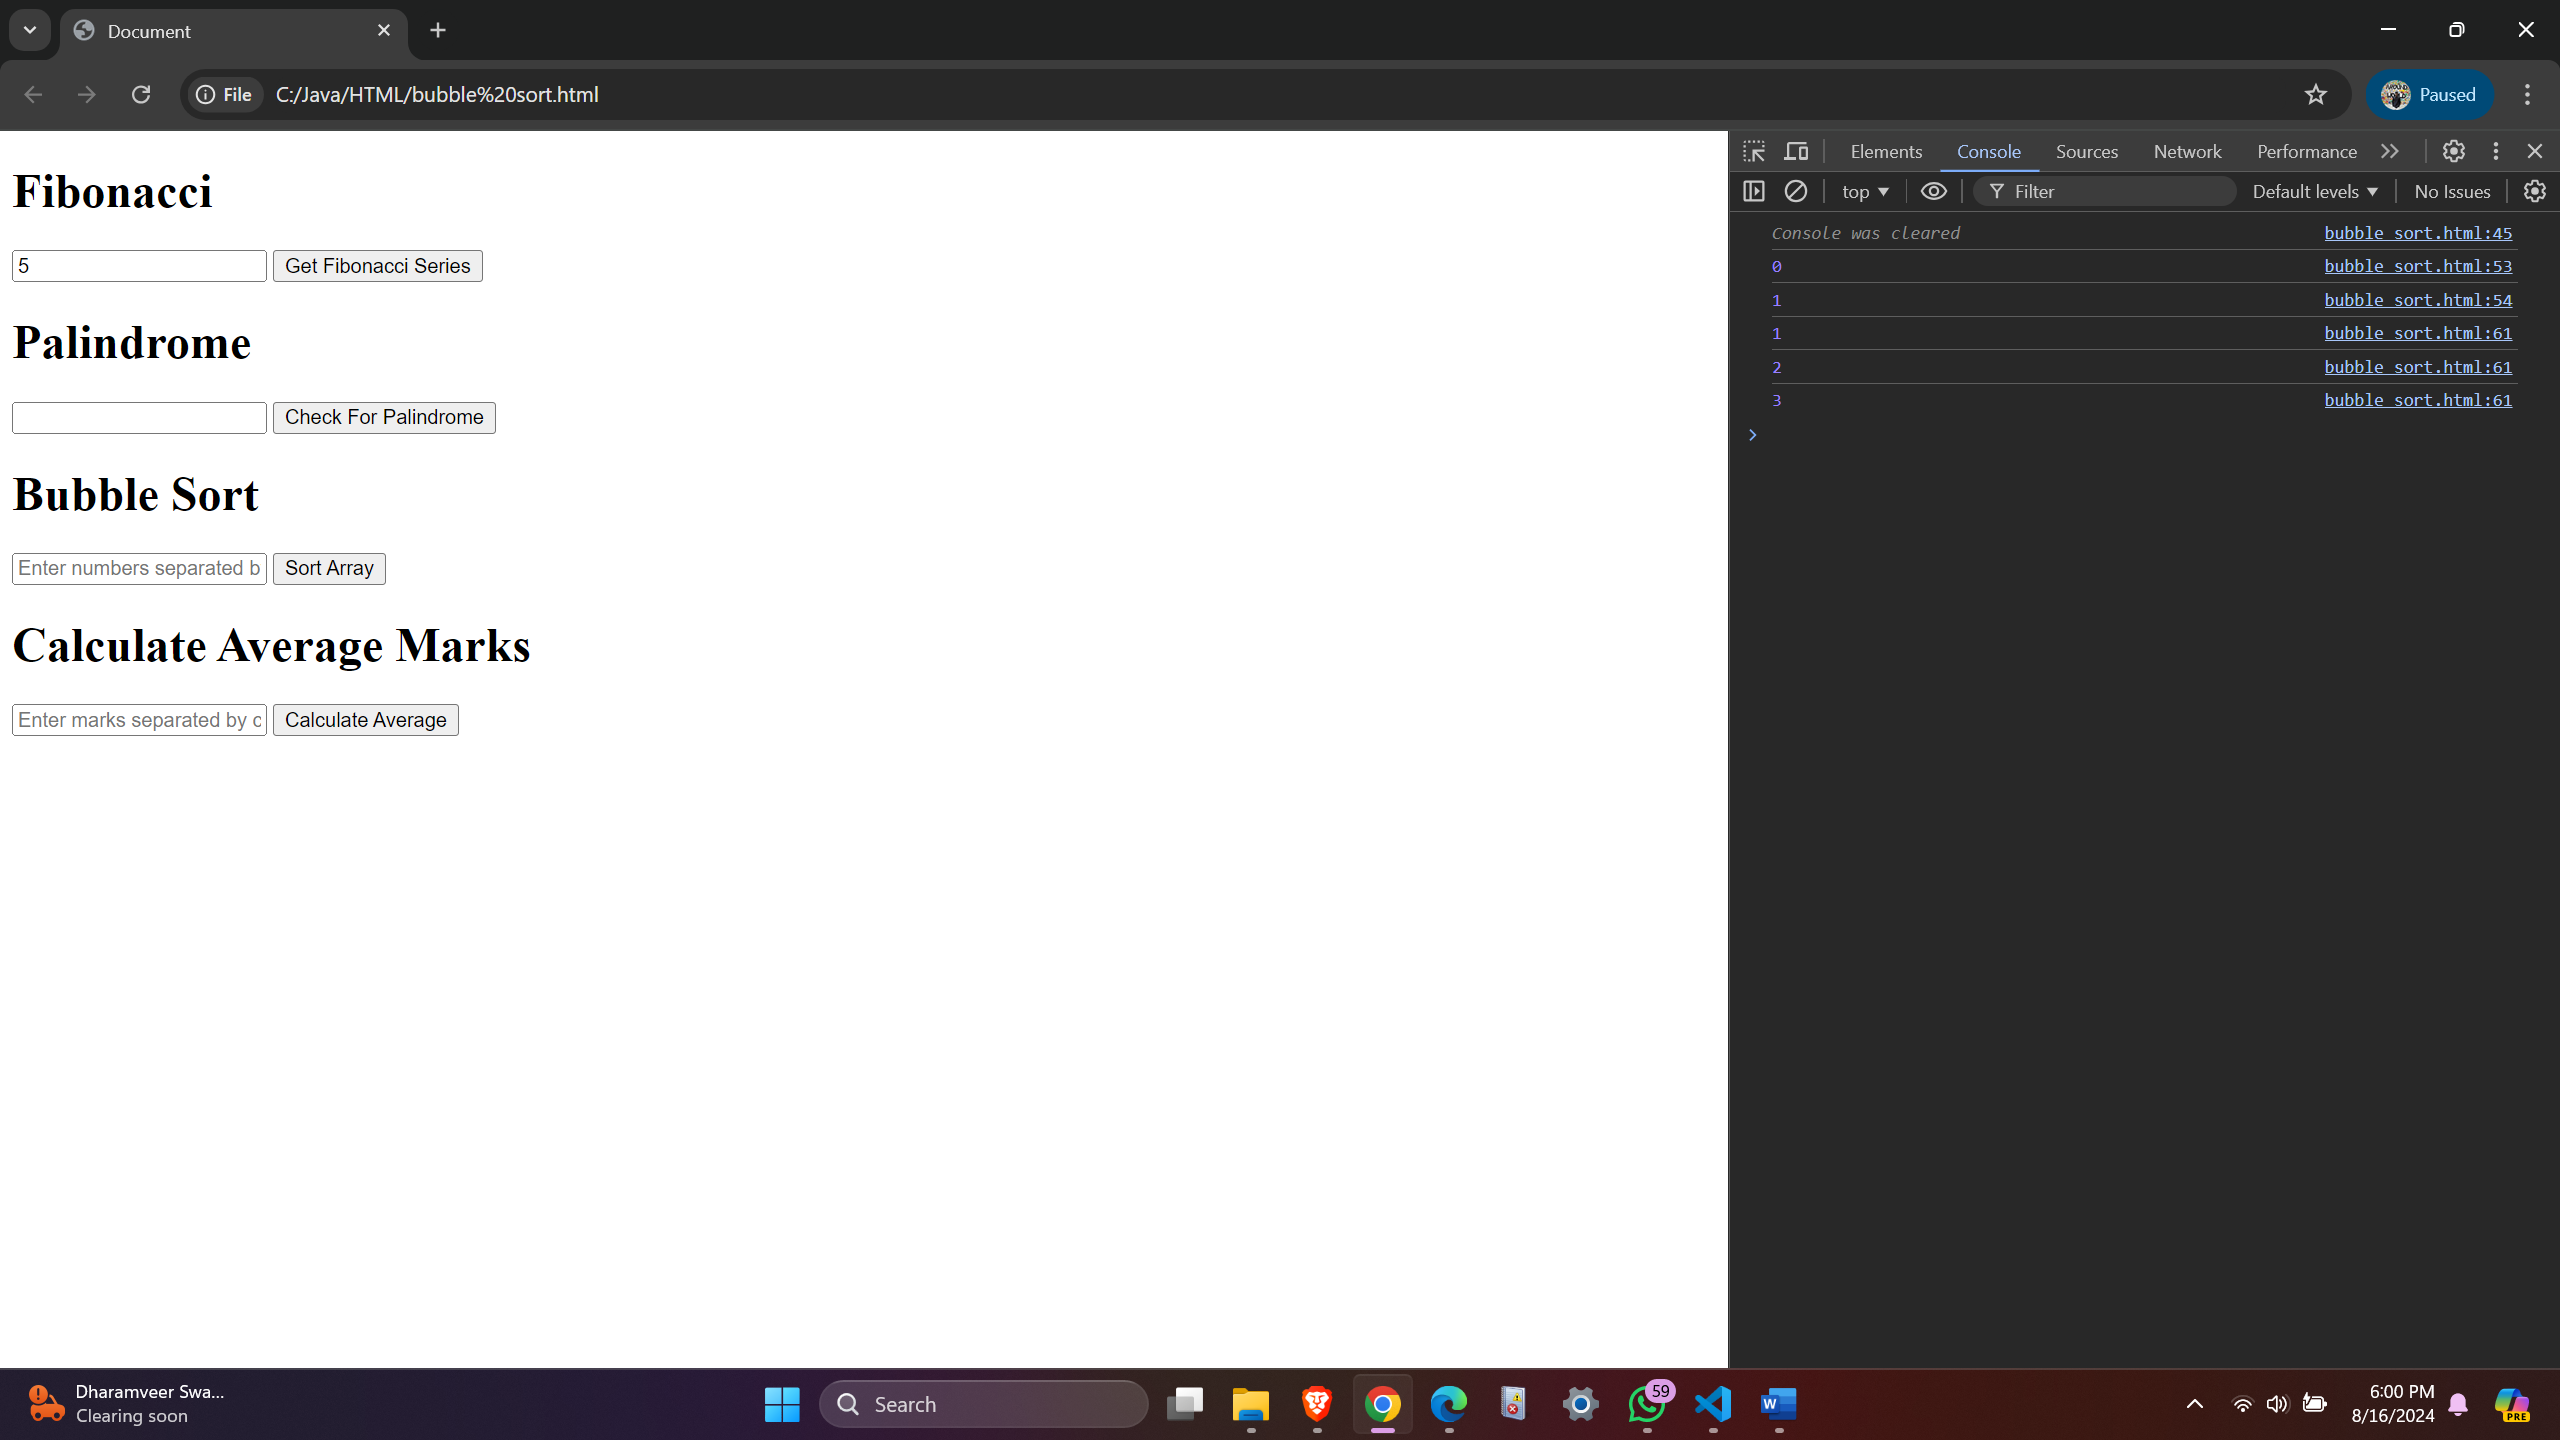 Document
File C:/Java/HTML/bubble%20sort.html
Paused
Fibonacci
5 Get Fibonacci Series
Palindrome
Check For Palindrome
Bubble Sort
Enter numbers separated b Sort Array
Calculate Average Marks
Enter marks separated by c Calculate Average
Elements Console Sources Network Performance
top Filter Default levels No Issues
Console was cleared bubble sort.html:45
0 bubble sort.html:53
1 bubble sort.html:54
1 bubble sort.html:61
2 bubble sort.html:61
3 bubble sort.html:61
Dharamveer Swa...
Clearing soon
Search
59
W
6:00 PM
8/16/2024
PRE